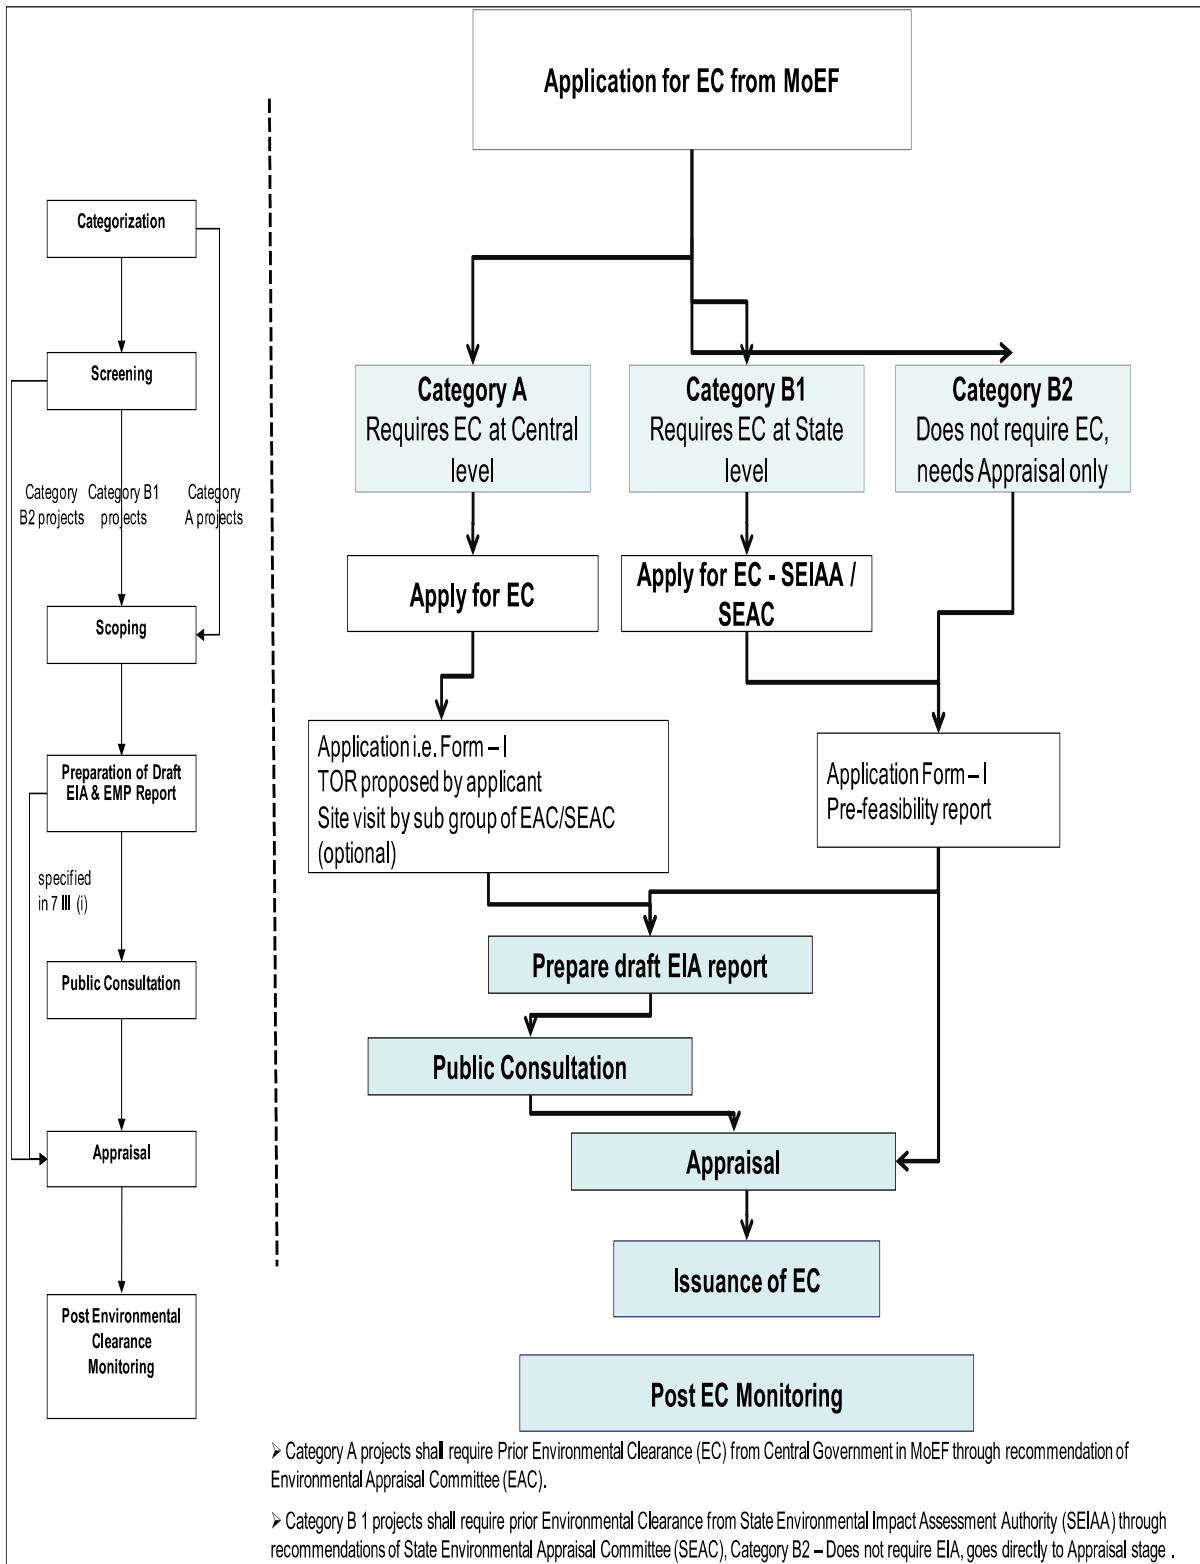 Application for EC from MoEF
Categorization
Screening
Category
B2 projects
Category B1
projects
Category
A projects
Scoping
Preparation of Draft
EIA & EMP Report
specified
in 7 III (i)
Public Consultation
Appraisal
Post Environmental
Clearance
Monitoring
Category A
Requires EC at Central
level
Category B1
Requires EC at State
level
Category B2
Does not require EC,
needs Appraisal only
Apply for EC
Apply for EC - SEIAA /
SEAC
Application i.e. Form – I
TOR proposed by applicant
Site visit by sub group of EAC/SEAC
(optional)
Application Form – I
Pre-feasibility report
Prepare draft EIA report
Public Consultation
Appraisal
Issuance of EC
Post EC Monitoring
➢ Category A projects shall require Prior Environmental Clearance (EC) from Central Government in MoEF through recommendation of
Environmental Appraisal Committee (EAC).
➢ Category B 1 projects shall require prior Environmental Clearance from State Environmental Impact Assessment Authority (SEIAA) through
recommendations of State Environmental Appraisal Committee (SEAC), Category B2 – Does not require EIA, goes directly to Appraisal stage .